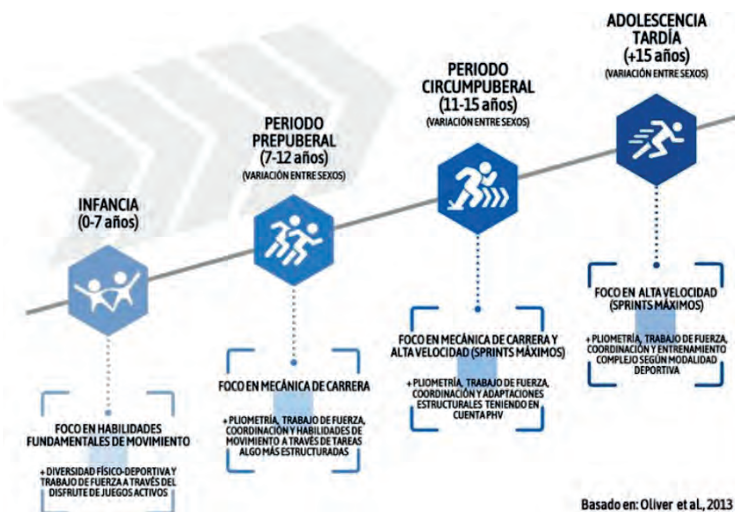 INFANCIA
(0-7 años)
FOCO EN HABILIDADES
FUNDAMENTALES DE MOVIMIENTO
+ DIVERSIDAD FÍSICO-DEPORTIVA Y
TRABAJO DE FUERZA A TRAVÉS DEL
DISFRUTE DE JUEGOS ACTIVOS
PERIODO
PREPUBERAL
(7-12 años)
(VARIACIÓN ENTRE SEXOS)
FOCO EN MECÁNICA DE CARRERA
+ PLIOMETRÍA, TRABAJO DE FUERZA,
COORDINACIÓN Y HABILIDADES DE
MOVIMIENTO A TRAVÉS DE TAREAS
ALGO MÁS ESTRUCTURADAS
PERIODO
CIRCUMPUBERAL
(11-15 años)
(VARIACIÓN ENTRE SEXOS)
FOCO EN MECÁNICA DE CARRERA Y
ALTA VELOCIDAD (SPRINTS MÁXIMOS)
+ PLIOMETRÍA, TRABAJO DE FUERZA,
COORDINACIÓN Y ADAPTACIONES
ESTRUCTURALES TENIENDO EN
CUENTA PHV
ADOLESCENCIA
TARDÍA
(+15 años)
(VARIACIÓN ENTRE SEXOS)
FOCO EN ALTA VELOCIDAD
(SPRINTS MÁXIMOS)
+ PLIOMETRÍA, TRABAJO DE FUERZA,
COORDINACIÓN Y ENTRENAMIENTO
COMPLEJO SEGÚN MODALIDAD
DEPORTIVA
Basado en: Oliver et al., 2013